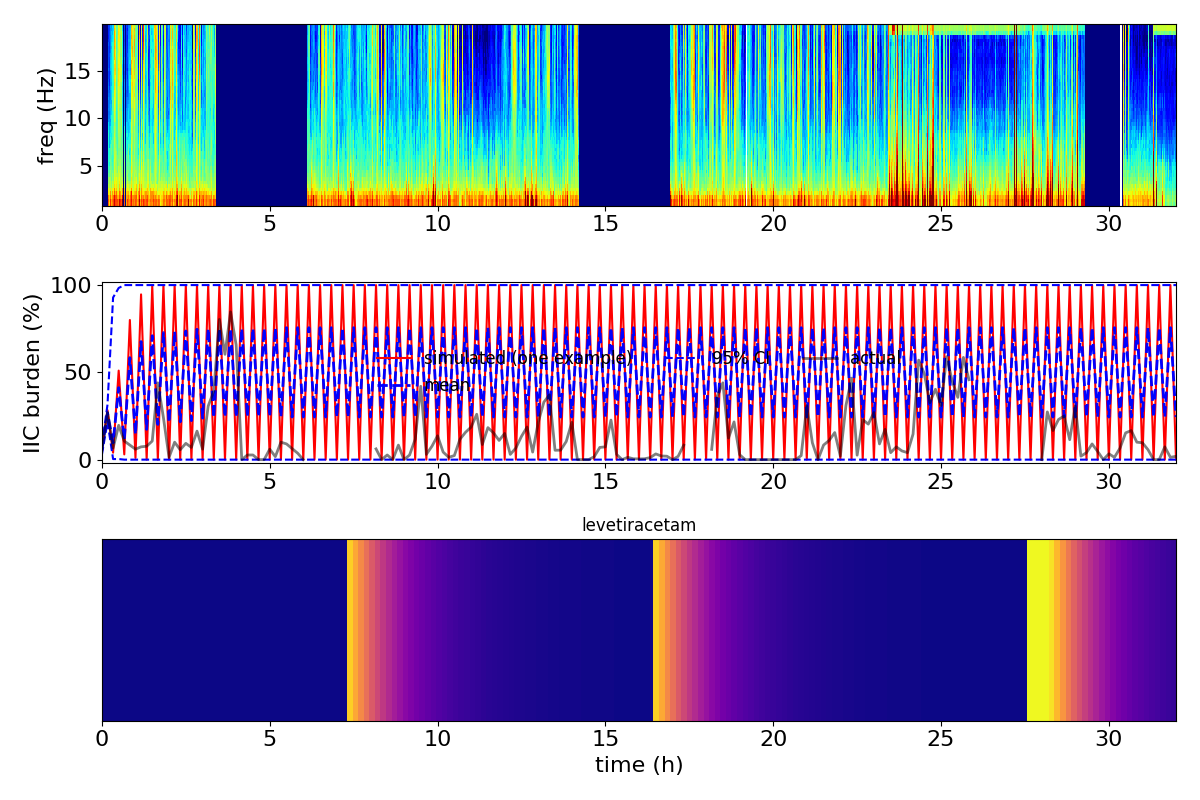 freq (Hz)
15
10
5
0 5 10 15 20 25 30
IIC burden (%)
100
50
0
simulated (one example) 95% CI actual
mean
0 5 10 15 20 25 30
levetiracetam
0 5 10 15 20 25 30
time (h)